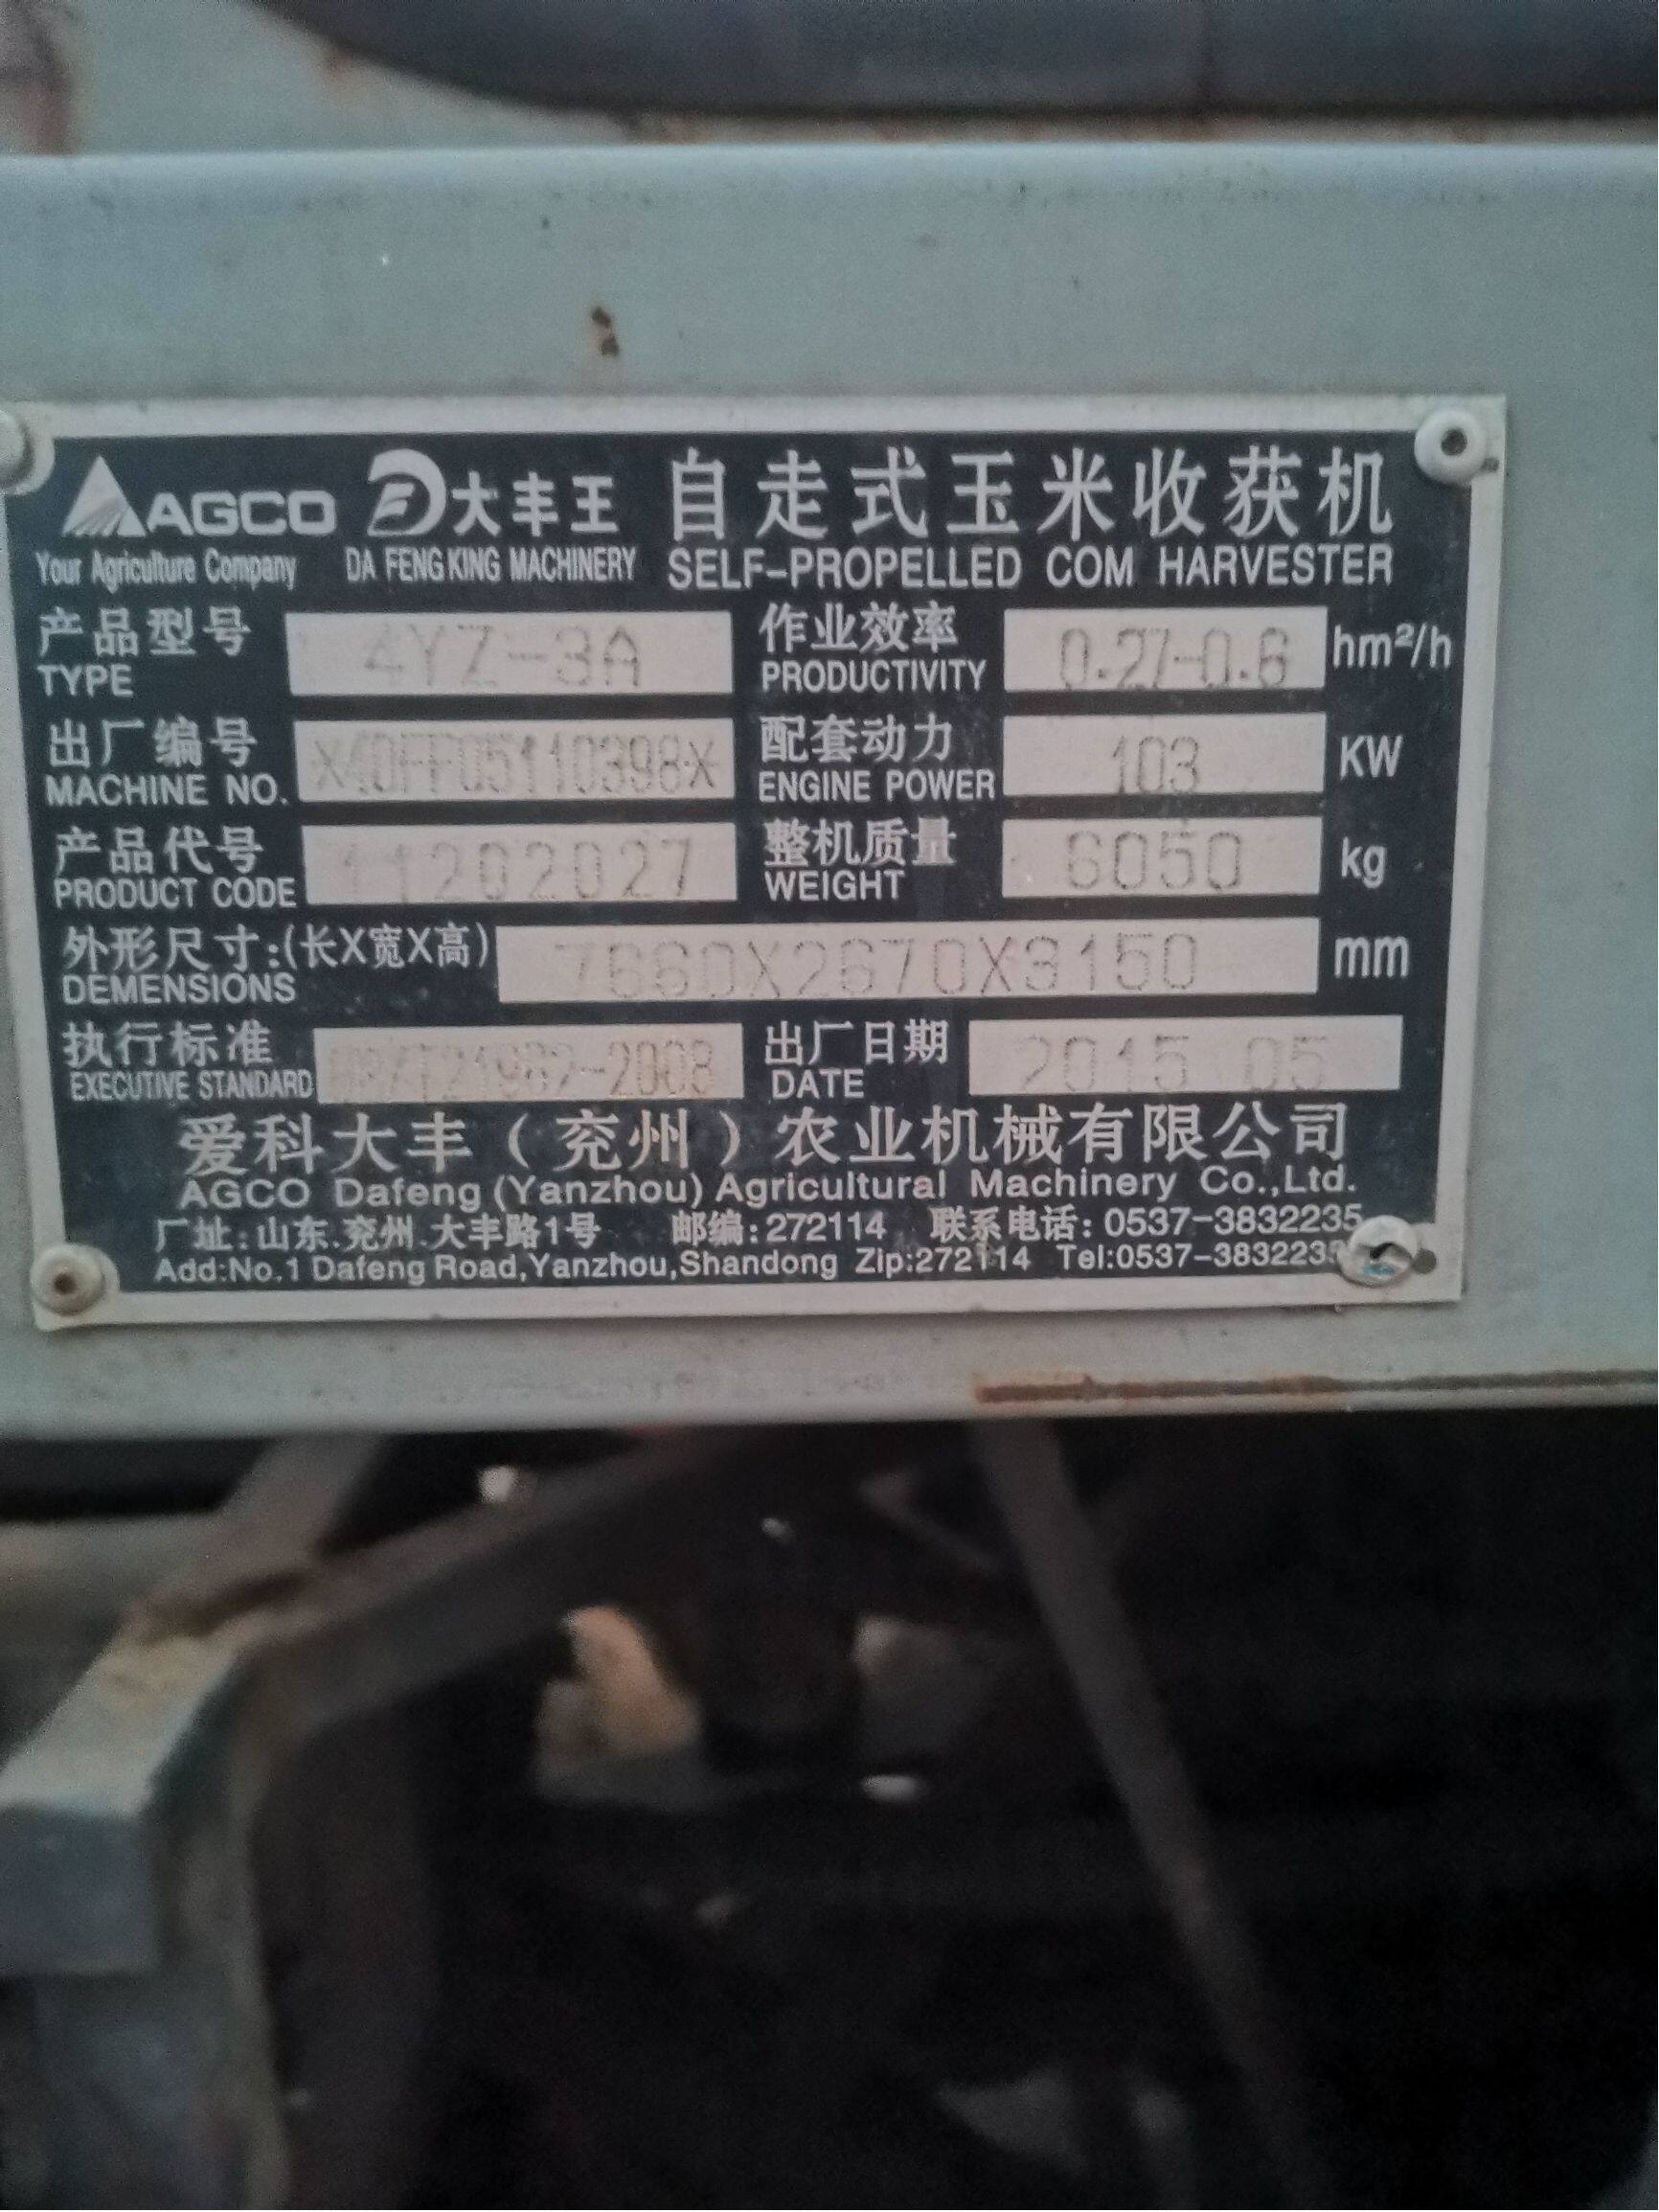 AGCO 大丰王 自走式玉米收获机
Your Agriculture Company DA FENG KING MACHINERY SELF-PROPELLED COM HARVESTER
产品型号 4YZ-3A 作业效率 0.27-0.6 hm²/h
TYPE PRODUCTIVITY
出厂编号 X40FF05110398X 配套动力 103 KW
MACHINE NO. ENGINE POWER
产品代号 11202027 整机质量 6050 kg
PRODUCT CODE WEIGHT
外形尺寸:(长X宽X高) 7660X2670X3150 mm
DEMENSIONS
执行标准 出厂日期 2015 05
EXECUTIVE STANDARD DATE
爱科大丰(兖州)农业机械有限公司
AGCO Dafeng (Yanzhou) Agricultural Machinery Co.,Ltd.
厂址:山东.兖州.大丰路1号 邮编:272114 联系电话:0537-3832235
Add:No.1 Dafeng Road,Yanzhou,Shandong Zip:272114 Tel:0537-383223